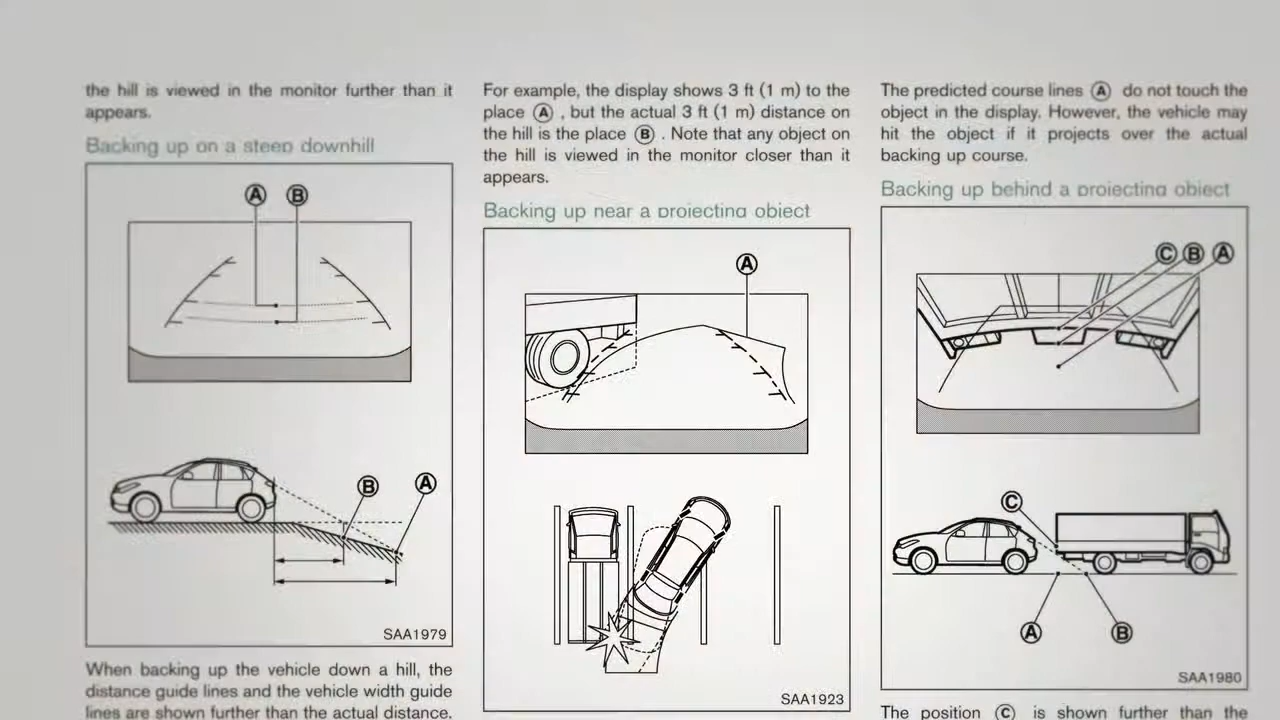 the hill is viewed in the monitor further than it
appears.
Backing up on a steep downhill
A B
B A
SAA1979
When backing up the vehicle down a hill, the
distance guide lines and the vehicle width guide
lines are shown further than the actual distance.
For example, the display shows 3 ft (1 m) to the
place A , but the actual 3 ft (1 m) distance on
the hill is the place B . Note that any object on
the hill is viewed in the monitor closer than it
appears.
Backing up near a projecting object
A
SAA1923
The predicted course lines A do not touch the
object in the display. However, the vehicle may
hit the object if it projects over the actual
backing up course.
Backing up behind a projecting object
C B A
C
A B
SAA1980
The position C is shown further than the